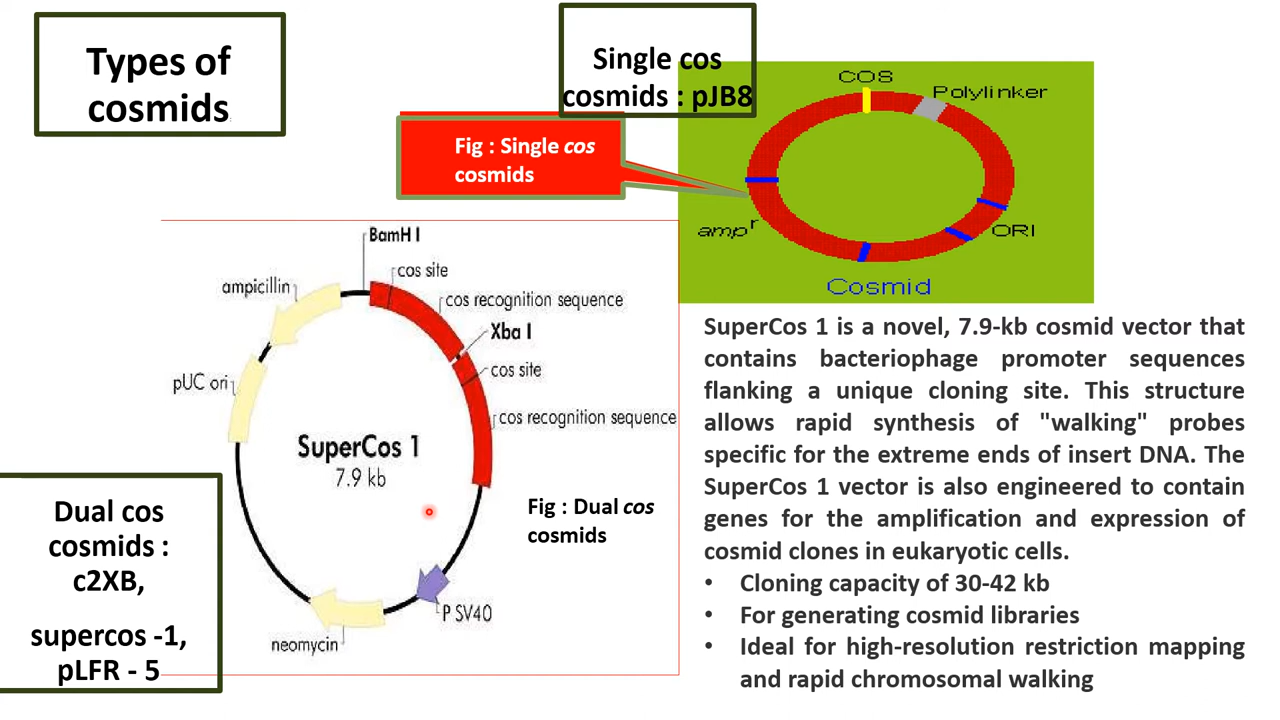 Types of
cosmids
Single cos
cosmids : pJB8
Fig : Single cos
cosmids
COS
Polylinker
amp r
ORI
Cosmid
BamH I
cos site
ampicillin
cos recognition sequence
Xba I
cos site
pUC ori
cos recognition sequence
SuperCos 1
7.9 kb
P SV40
neomycin
Fig : Dual cos
cosmids
Dual cos
cosmids :
c2XB,
supercos -1,
pLFR - 5
SuperCos 1 is a novel, 7.9-kb cosmid vector that
contains bacteriophage promoter sequences
flanking a unique cloning site. This structure
allows rapid synthesis of "walking" probes
specific for the extreme ends of insert DNA. The
SuperCos 1 vector is also engineered to contain
genes for the amplification and expression of
cosmid clones in eukaryotic cells.
• Cloning capacity of 30-42 kb
• For generating cosmid libraries
• Ideal for high-resolution restriction mapping
and rapid chromosomal walking